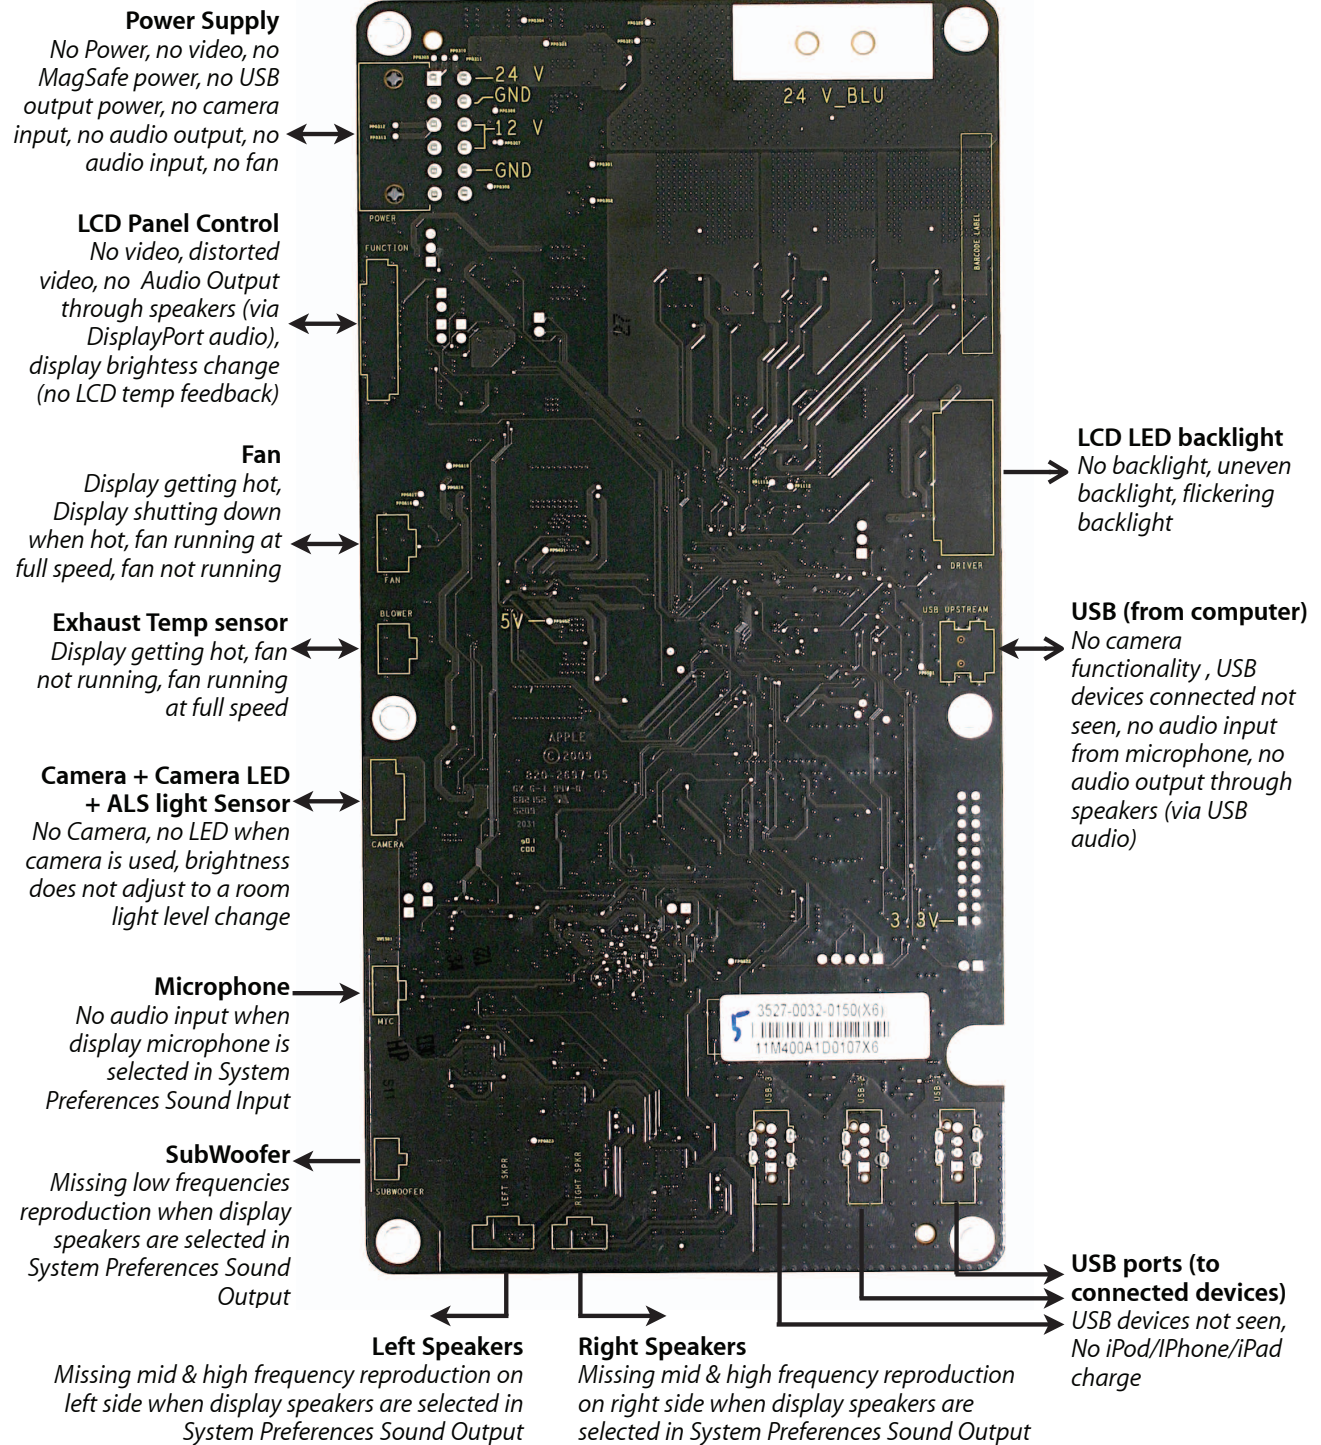 Power Supply
No Power, no video, no
MagSafe power, no USB
output power, no camera
input, no audio output, no
audio input, no fan
LCD Panel Control
No video, distorted
video, no Audio Output
through speakers (via
DisplayPort audio),
display brightess change
(no LCD temp feedback)
Fan
Display getting hot,
Display shutting down
when hot, fan running at
full speed, fan not running
Exhaust Temp sensor
Display getting hot, fan
not running, fan running
at full speed
Camera + Camera LED
+ ALS light Sensor
No Camera, no LED when
camera is used, brightness
does not adjust to a room
light level change
Microphone
No audio input when
display microphone is
selected in System
Preferences Sound Input
SubWoofer
Missing low frequencies
reproduction when display
speakers are selected in
System Preferences Sound
Output
24 V
GND
12 V
GND
POWER
FUNCTION
24 V_BLU
BARCODE LABEL
27
FAN
BLOWER
5V
DRIVER
USB UPSTREAM
APPLE
©2009
820-2697-05
CAMERA
3.3V
MIC
HP
5
3527-0032-0150(X6)
11M400A1D0107X6
USB-3
USB-2
SUBWOOFER
LEFT SKPR
RIGHT SPKR
LCD LED backlight
No backlight, uneven
backlight, flickering
backlight
USB (from computer)
No camera
functionality , USB
devices connected not
seen, no audio input
from microphone, no
audio output through
speakers (via USB
audio)
USB ports (to
connected devices)
USB devices not seen,
No iPod/IPhone/iPad
charge
Left Speakers
Missing mid & high frequency reproduction on
left side when display speakers are selected in
System Preferences Sound Output
Right Speakers
Missing mid & high frequency reproduction
on right side when display speakers are
selected in System Preferences Sound Output